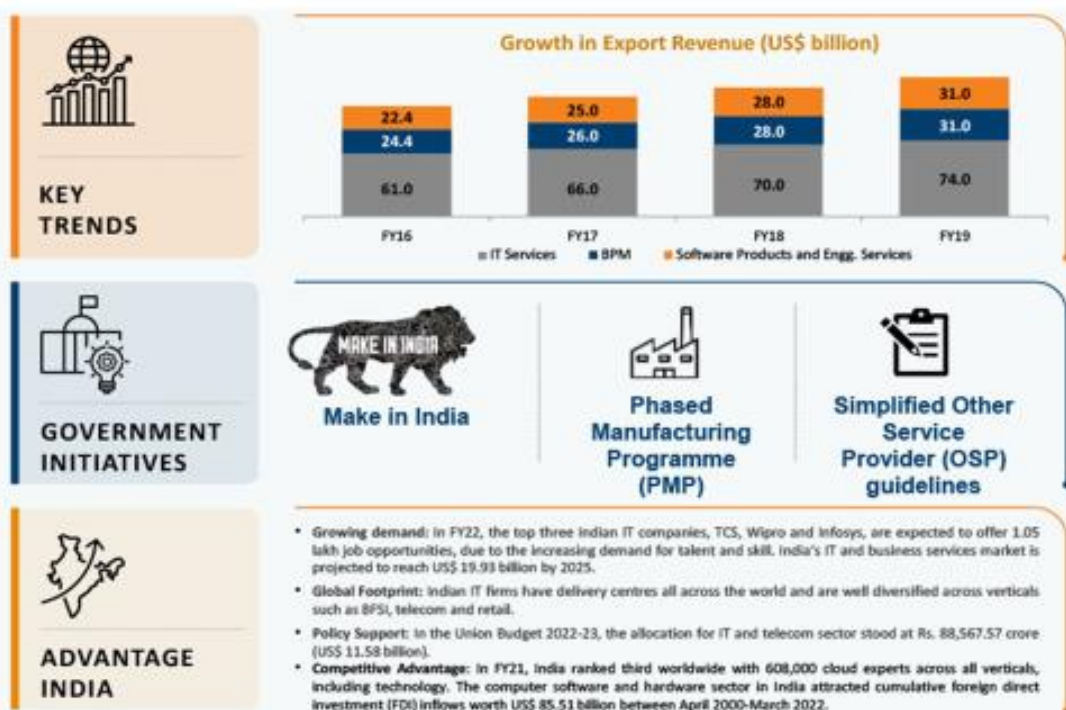 Growth in Export Revenue (US$ billion)
22.4 25.0 28.0 31.0
24.4 26.0 28.0 31.0
61.0 66.0 70.0 74.0
FY16 FY17 FY18 FY19
IT Services BPM Software Products and Engg. Services
KEY
TRENDS
MAKE IN INDIA
Make in India
Phased
Manufacturing
Programme
(PMP)
Simplified Other
Service
Provider (OSP)
guidelines
GOVERNMENT
INITIATIVES
• Growing demand: In FY22, the top three Indian IT companies, TCS, Wipro and Infosys, are expected to offer 1.05
lakh job opportunities, due to the increasing demand for talent and skill. India's IT and business services market is
projected to reach US$ 19.93 billion by 2025.
• Global Footprint: Indian IT firms have delivery centres all across the world and are well diversified across verticals
such as BFSI, telecom and retail.
• Policy Support: In the Union Budget 2022-23, the allocation for IT and telecom sector stood at Rs. 88,567.57 crore
(US$ 11.58 billion).
• Competitive Advantage: In FY21, India ranked third worldwide with 608,000 cloud experts across all verticals,
including technology. The computer software and hardware sector in India attracted cumulative foreign direct
investment (FDI) inflows worth US$ 85.51 billion between April 2000-March 2022.
ADVANTAGE
INDIA